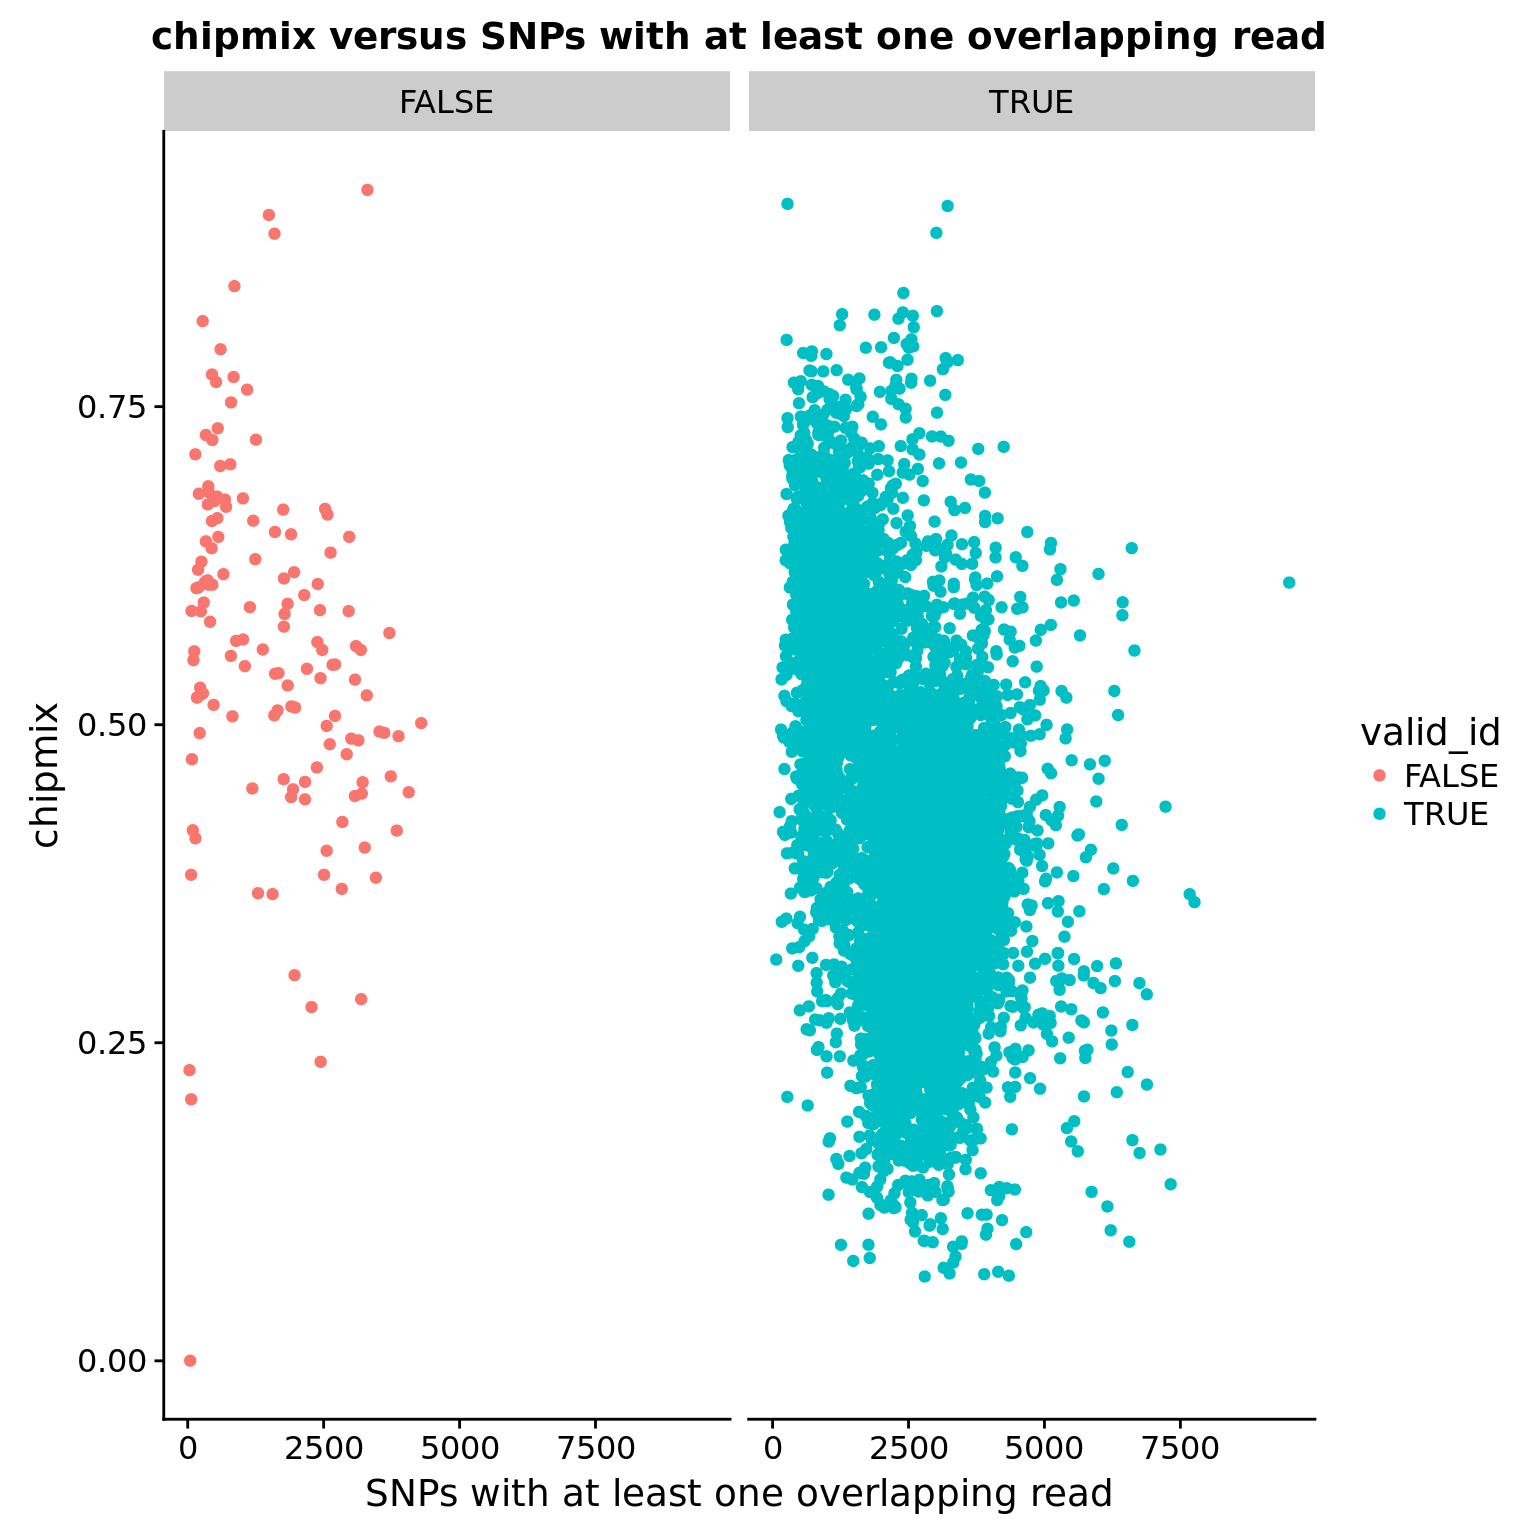 chipmix versus SNPs with at least one overlapping read
FALSE TRUE
chipmix
0.75
0.50
0.25
0.00
0 2500 5000 7500 0 2500 5000 7500
SNPs with at least one overlapping read
valid_id
FALSE
TRUE